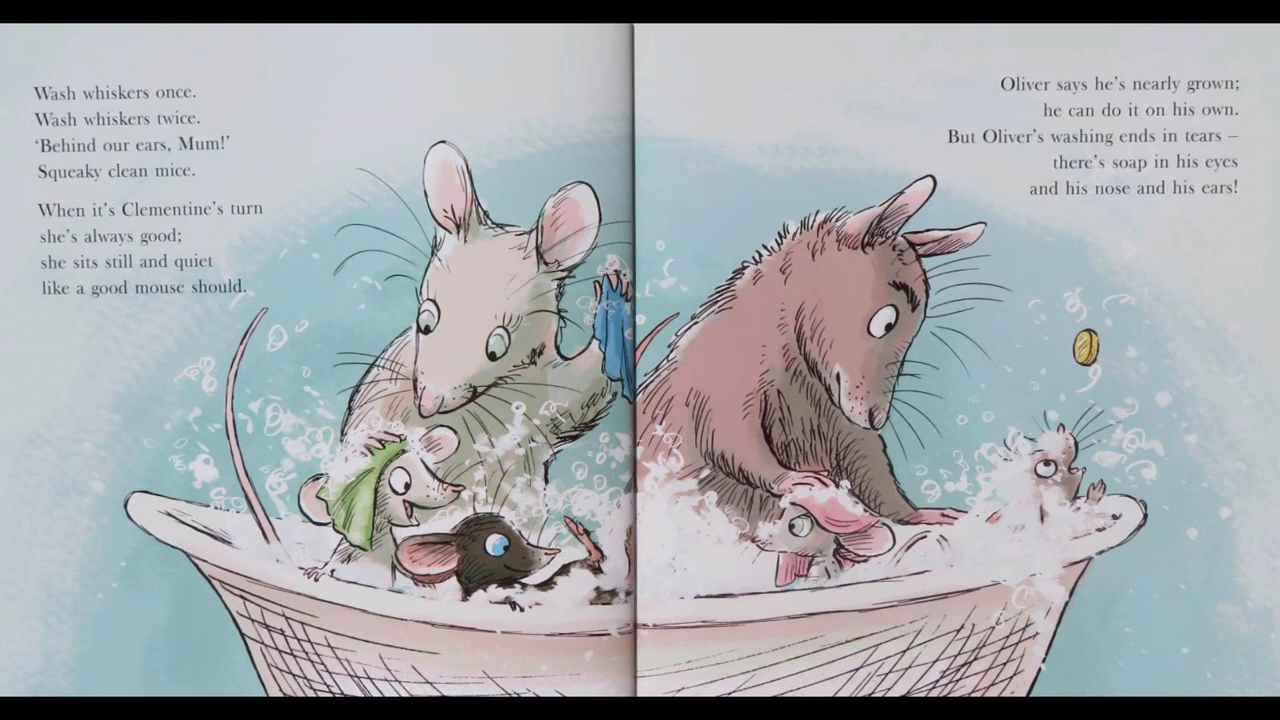 Wash whiskers once.
Wash whiskers twice.
‘Behind our ears, Mum!’
Squeaky clean mice.
When it’s Clementine’s turn
she’s always good;
she sits still and quiet
like a good mouse should.
Oliver says he’s nearly grown;
he can do it on his own.
But Oliver’s washing ends in tears –
there’s soap in his eyes
and his nose and his ears!